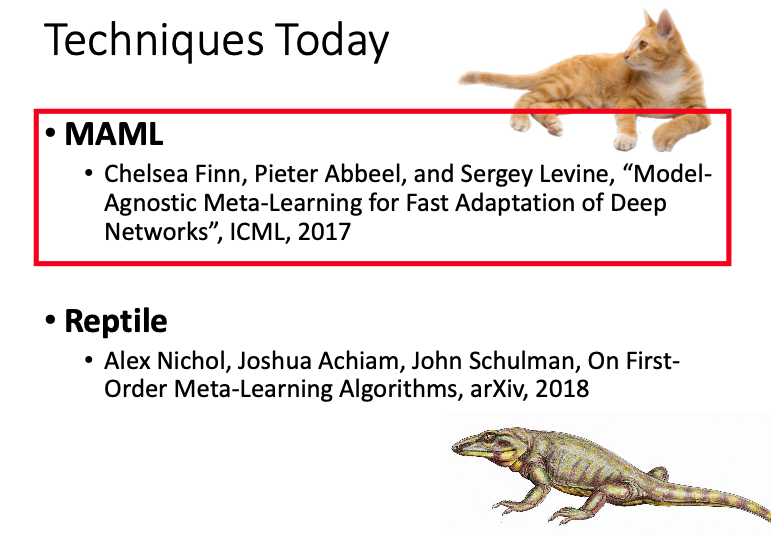 Techniques Today
• MAML
• Chelsea Finn, Pieter Abbeel, and Sergey Levine, “Model-
Agnostic Meta-Learning for Fast Adaptation of Deep
Networks”, ICML, 2017
• Reptile
• Alex Nichol, Joshua Achiam, John Schulman, On First-
Order Meta-Learning Algorithms, arXiv, 2018